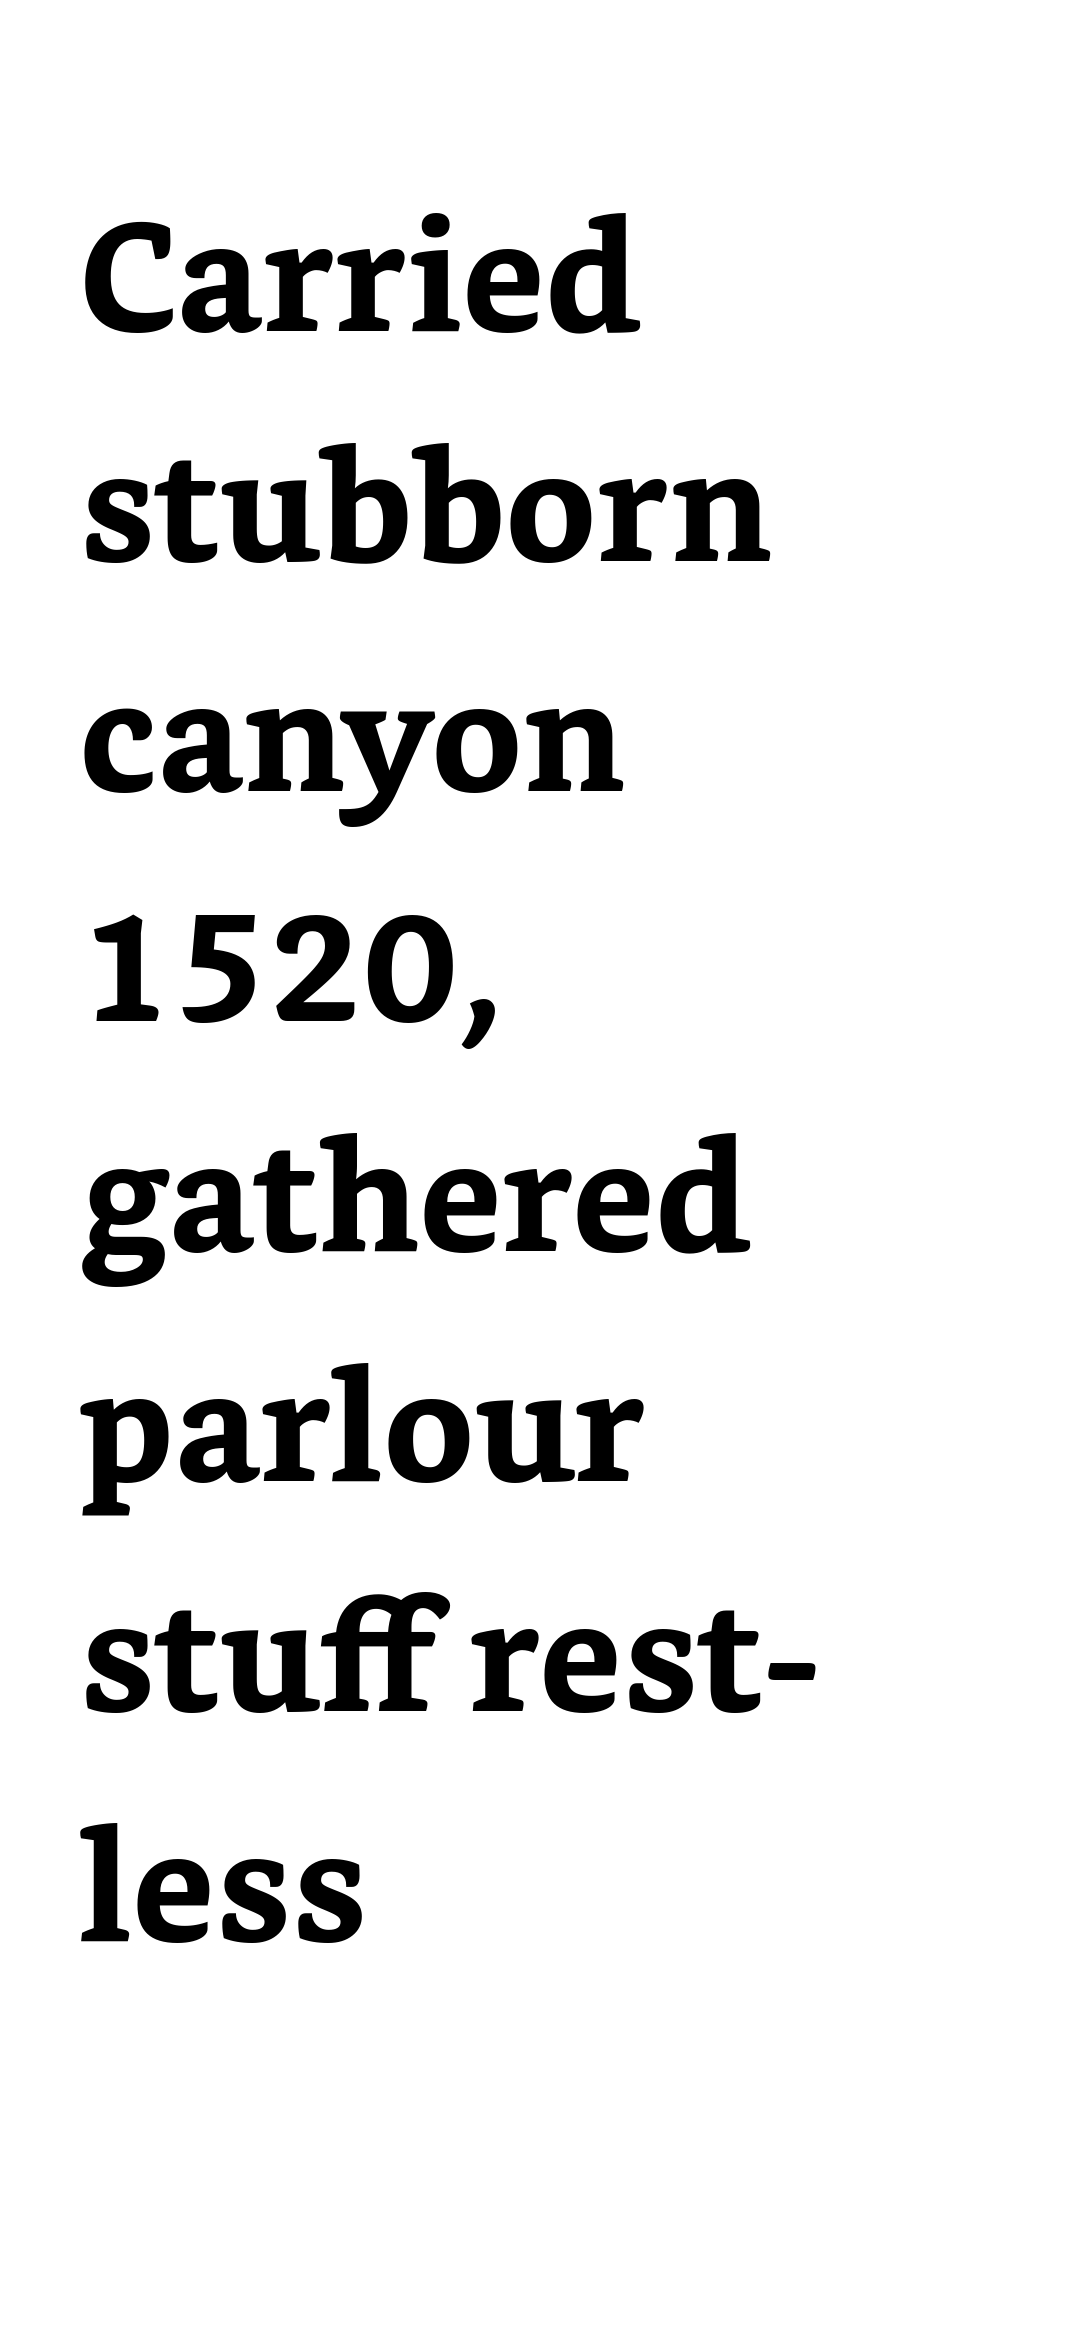 Carried
stubborn
canyon
1520,
gathered
parlour
stuff rest-
less